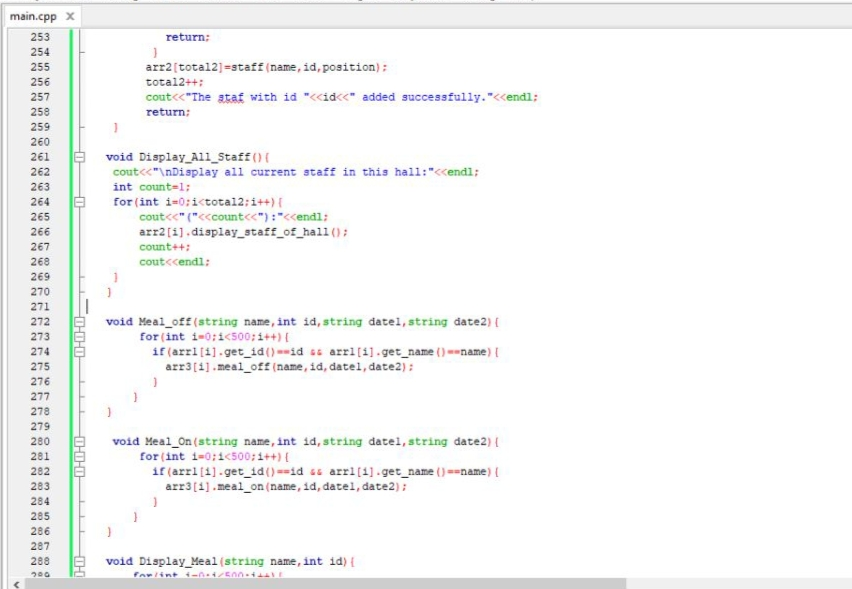 main.cpp X
253 return;
254 }
255 arr2[total2]=staff(name,id,position);
256 total2++;
257 cout<<"The staf with id "<<id<<" added successfully."<<endl;
258 return;
259 }
260
261 void Display_All_Staff(){
262 cout<<"\nDisplay all current staff in this hall:"<<endl;
263 int count=1;
264 for(int i=0;i<total2;i++){
265 cout<<"("<<count<<"):"<<endl;
266 arr2[i].display_staff_of_hall();
267 count++;
268 cout<<endl;
269 }
270 }
271
272 void Meal_off(string name,int id,string date1,string date2){
273 for(int i=0;i<500;i++){
274 if(arr1[i].get_id()==id && arr1[i].get_name()==name){
275 arr3[i].meal_off(name,id,date1,date2);
276 }
277 }
278 }
279
280 void Meal_On(string name,int id,string date1,string date2){
281 for(int i=0;i<500;i++){
282 if(arr1[i].get_id()==id && arr1[i].get_name()==name){
283 arr3[i].meal_on(name,id,date1,date2);
284 }
285 }
286 }
287
288 void Display_Meal(string name,int id){
289 for(int i=0;i<500;i++){